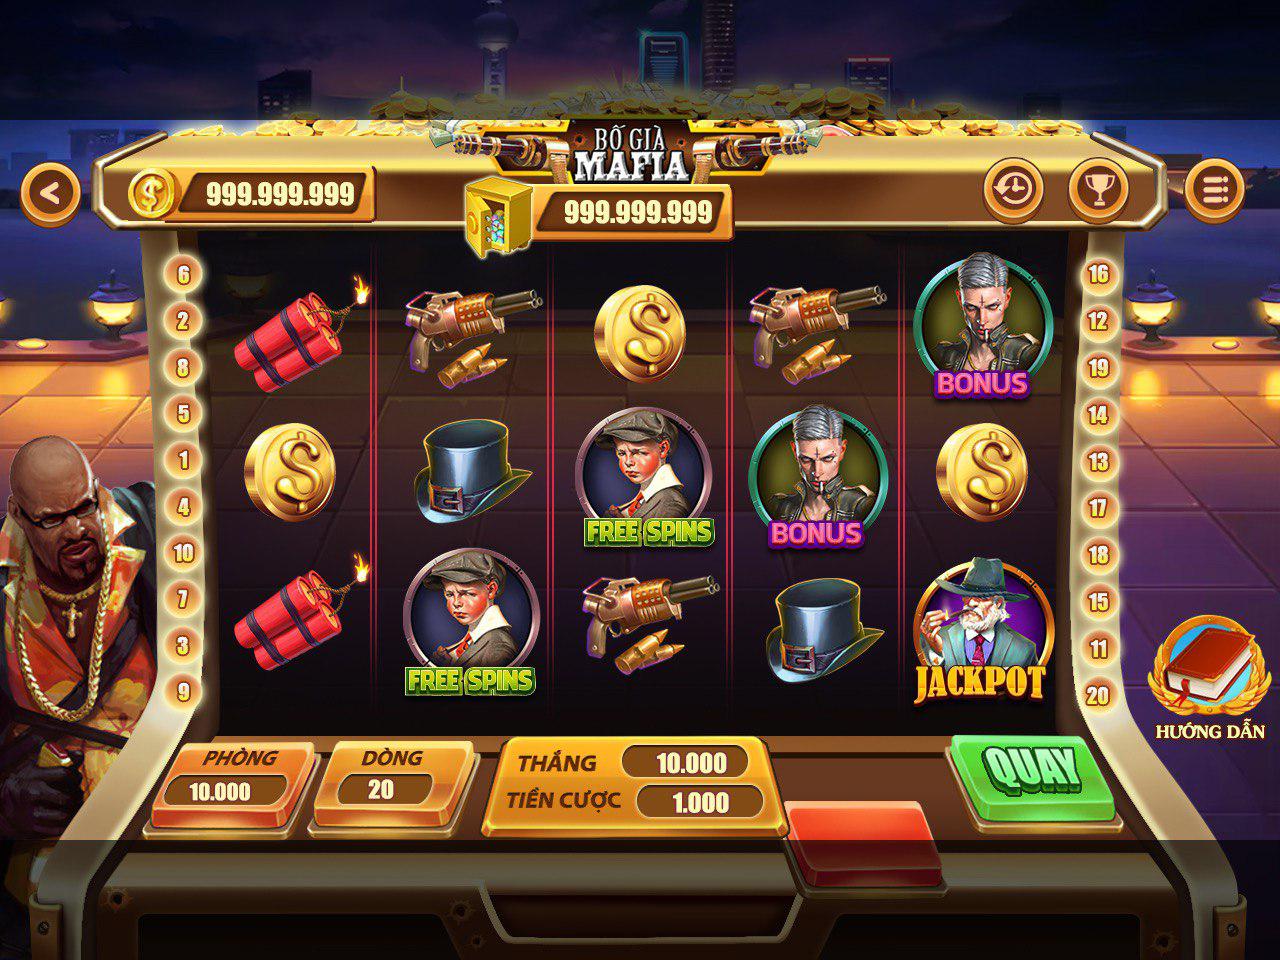 BỐ GIÀ
MAFIA
999.999.999
999.999.999
6
16
2
12
8
19
BONUS
5
14
1
13
4
17
FREE SPINS
BONUS
10
18
7
15
3
11
FREE SPINS
JACKPOT
9
20
HƯỚNG DẪN
PHÒNG
10.000
DÒNG
20
THẮNG 10.000
TIỀN CƯỢC 1.000
QUAY